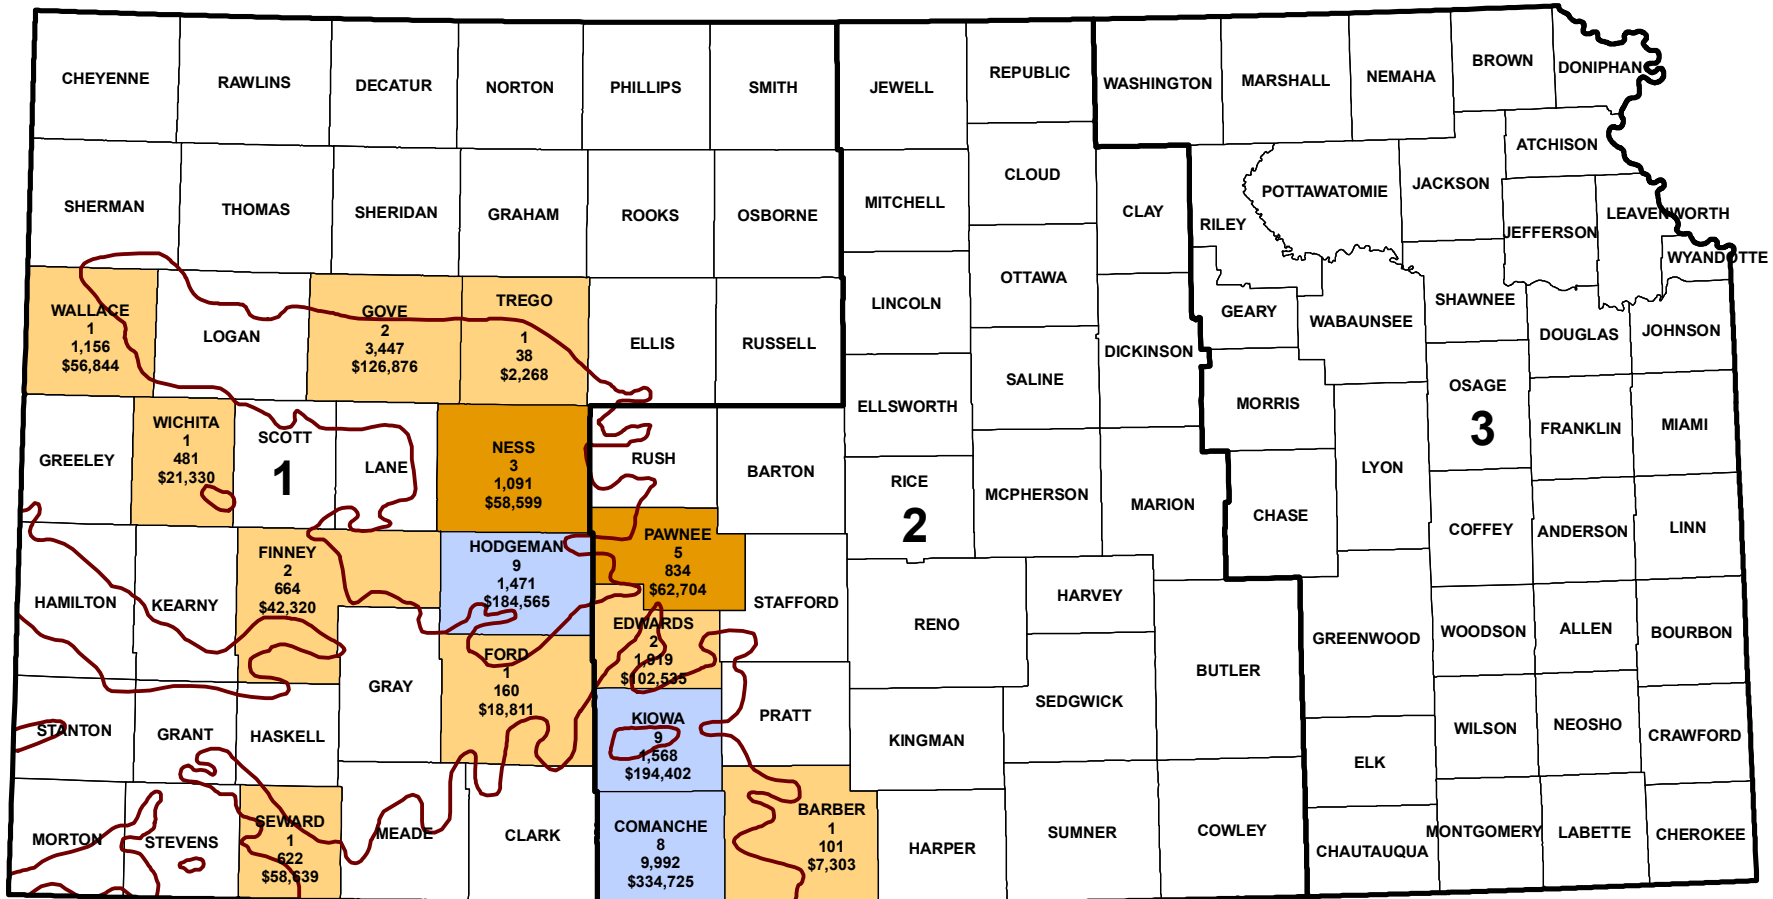 CHEYENNE
RAWLINS
DECATUR
NORTON
PHILLIPS
SMITH
JEWELL
REPUBLIC
WASHINGTON
MARSHALL
NEMAHA
BROWN
DONIPHAN
SHERMAN
THOMAS
SHERIDAN
GRAHAM
ROOKS
OSBORNE
MITCHELL
CLOUD
CLAY
RILEY
POTTAWATOMIE
JACKSON
ATCHISON
JEFFERSON
LEAVENWORTH
WYANDOTTE
WALLACE
1
1,156
$56,844
LOGAN
GOVE
2
3,447
$126,876
TREGO
1
38
$2,268
ELLIS
RUSSELL
LINCOLN
OTTAWA
DICKINSON
GEARY
WABAUNSEE
SHAWNEE
DOUGLAS
JOHNSON
SALINE
ELLSWORTH
MORRIS
OSAGE
3
FRANKLIN
MIAMI
GREELEY
WICHITA
1
481
$21,330
SCOTT
1
LANE
NESS
3
1,091
$58,599
RUSH
BARTON
RICE
2
MCPHERSON
MARION
CHASE
LYON
COFFEY
ANDERSON
LINN
HAMILTON
KEARNY
FINNEY
2
664
$42,320
HODGEMAN
9
1,471
$184,565
PAWNEE
5
834
$62,704
STAFFORD
RENO
HARVEY
BUTLER
GREENWOOD
WOODSON
ALLEN
BOURBON
GRAY
FORD
1
160
$18,811
EDWARDS
2
1,919
$102,535
STANTON
GRANT
HASKELL
KIOWA
9
1,568
$194,402
PRATT
KINGMAN
SEDGWICK
ELK
WILSON
NEOSHO
CRAWFORD
MORTON
STEVENS
SEWARD
1
622
$58,639
MEADE
CLARK
COMANCHE
8
9,992
$334,725
BARBER
1
101
$7,303
HARPER
SUMNER
COWLEY
CHAUTAUQUA
MONTGOMERY
LABETTE
CHEROKEE